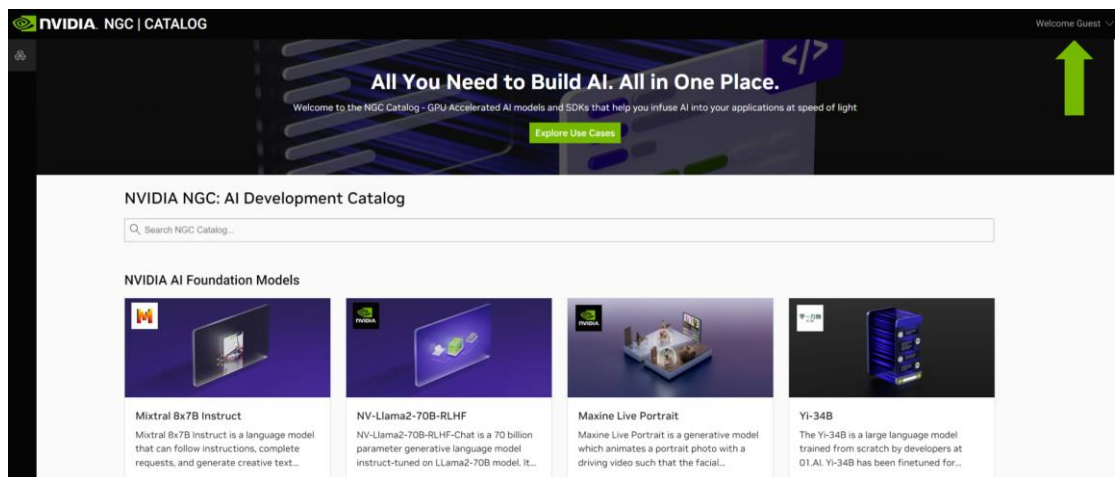 NVIDIA. NGC | CATALOG
Welcome Guest
</>
All You Need to Build AI. All in One Place.
Welcome to the NGC Catalog - GPU Accelerated AI models and SDKs that help you infuse AI into your applications at speed of light
Explore Use Cases
NVIDIA NGC: AI Development Catalog
Search NGC Catalog...
NVIDIA AI Foundation Models
NVIDIA
NVIDIA
零一万物
Mixtral 8x7B Instruct
Mixtral 8x7B Instruct is a language model
that can follow instructions, complete
requests, and generate creative text...
NV-Llama2-70B-RLHF
NV-Llama2-70B-RLHF-Chat is a 70 billion
parameter generative language model
instruct-tuned on LLama2-70B model. It...
Maxine Live Portrait
Maxine Live Portrait is a generative model
which animates a portrait photo with a
driving video such that the facial...
Yi-34B
The Yi-34B is a large language model
trained from scratch by developers at
01.AI. Yi-34B has been finetuned for...